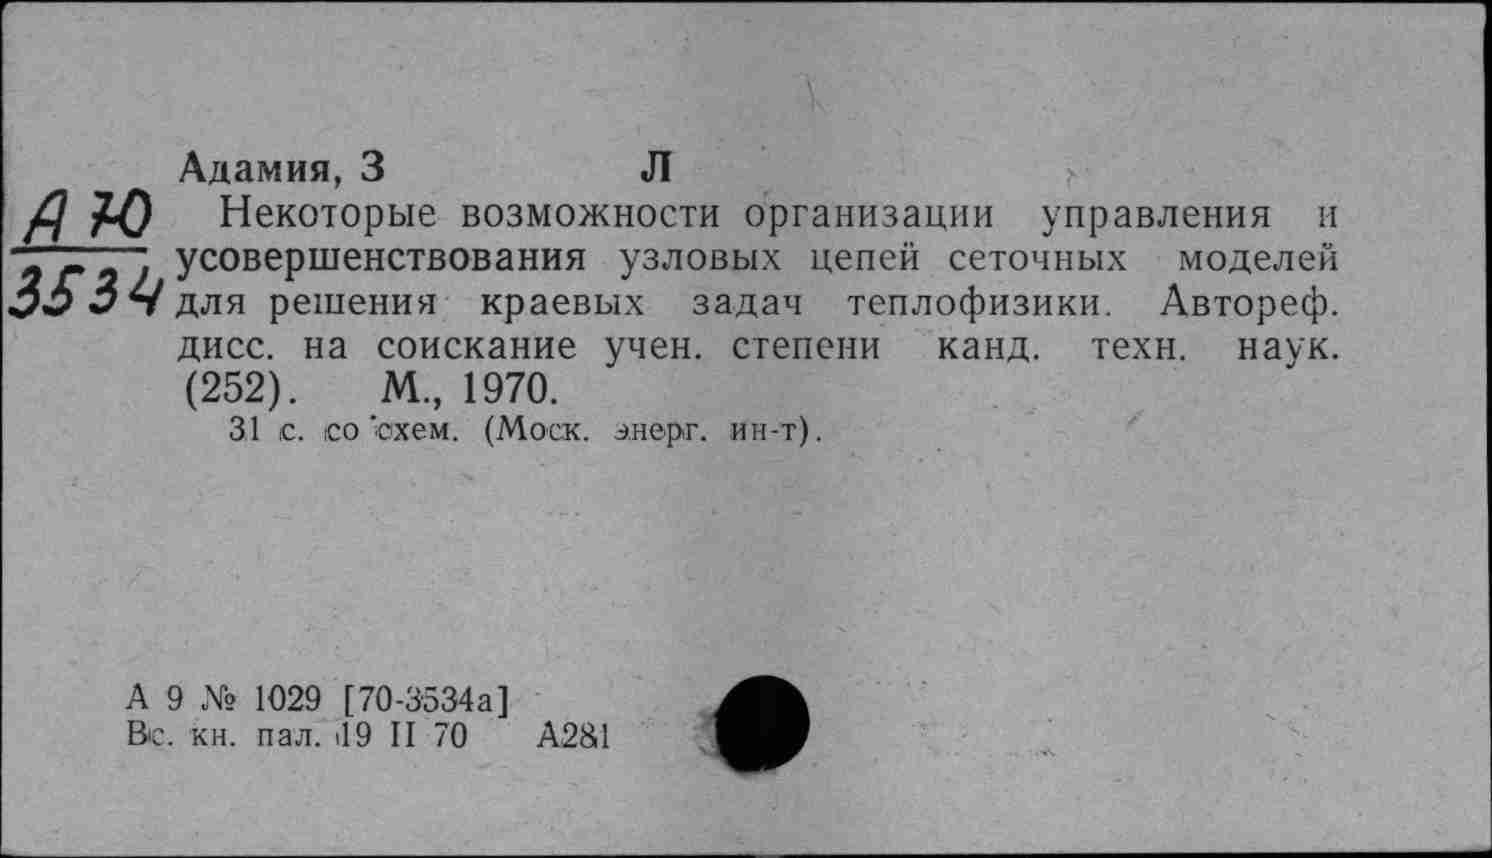 Адамия, З Л
А 70
3534
Некоторые возможности организации управления и
усовершенствования узловых цепей сеточных моделей
для решения краевых задач теплофизики. Автореф.
дисс. на соискание учен. степени канд. техн. наук.
(252). М., 1970.
31 с. со схем. (Моск. энерг. ин-т).
А 9 № 1029 [70-3534а]
Вс. кн. пал. 19 II 70 А281